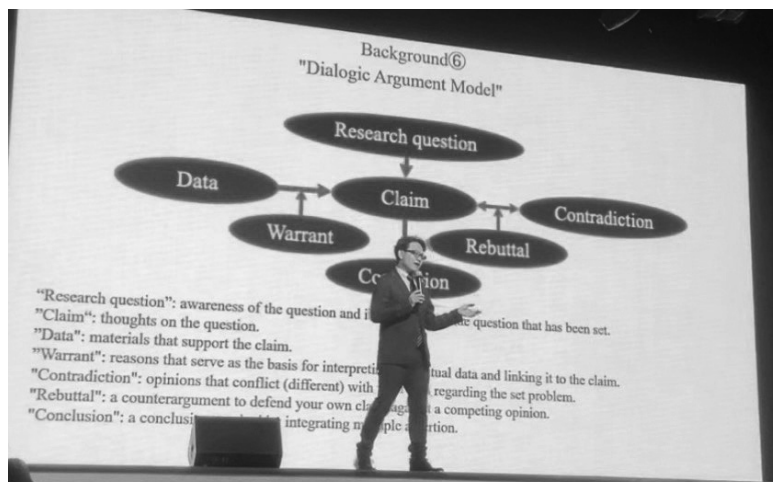 Background⑥
"Dialogic Argument Model"
Research question
Data
Claim
Contradiction
Warrant
Rebuttal
"Research question": awareness of the question and question that has been set.
"Claim": thoughts on the question.
"Data": materials that support the claim.
"Warrant": reasons that serve as the basis for data and linking it to the claim.
"Contradiction": opinions that conflict (different) with regarding the set problem.
"Rebuttal": a counterargument to defend your own a competing opinion.
"Conclusion": a integrating